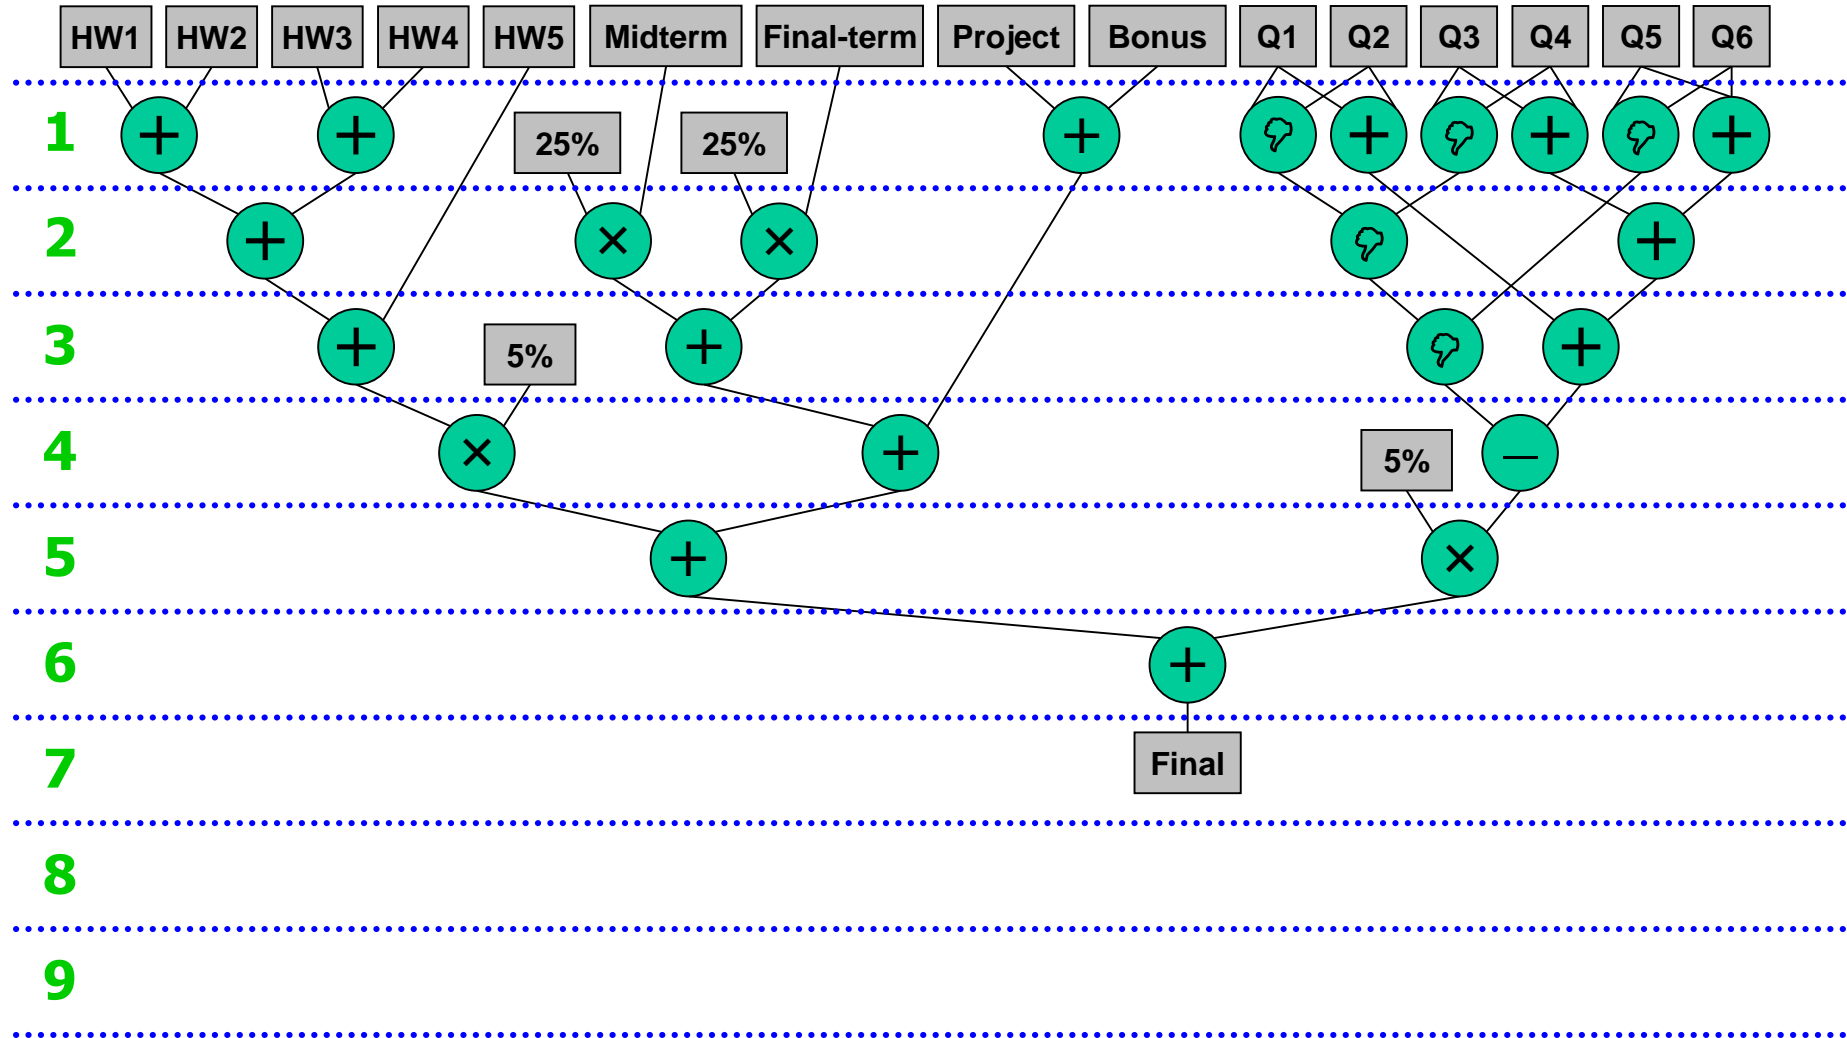 HW1 HW2 HW3 HW4 HW5 Midterm Final-term Project Bonus Q1 Q2 Q3 Q4 Q5 Q6
1 + + 25% 25% + + + +
2 + × × +
3 + 5% + +
4 × + 5% −
5 + ×
6 +
7 Final
8
9